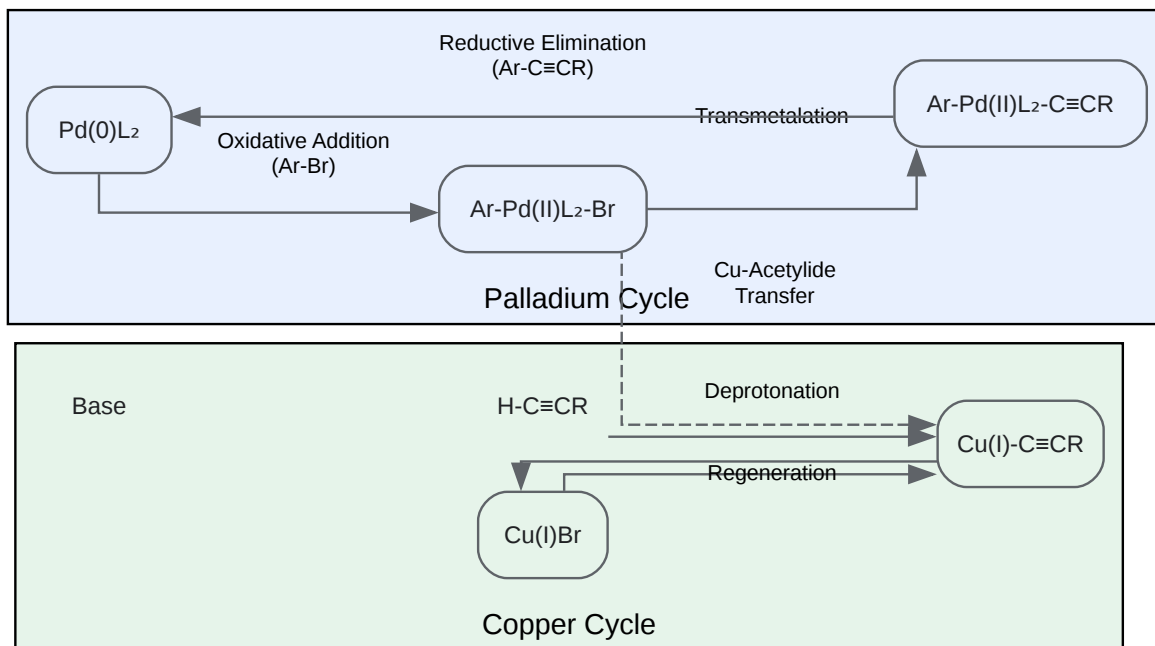 Reductive Elimination
(Ar-C≡CR)
Pd(0)L₂
Transmetalation
Ar-Pd(II)L₂-C≡CR
Oxidative Addition
(Ar-Br)
Ar-Pd(II)L₂-Br
Cu-Acetylide
Transfer
Palladium Cycle
Base
H-C≡CR
Deprotonation
Cu(I)-C≡CR
Regeneration
Cu(I)Br
Copper Cycle